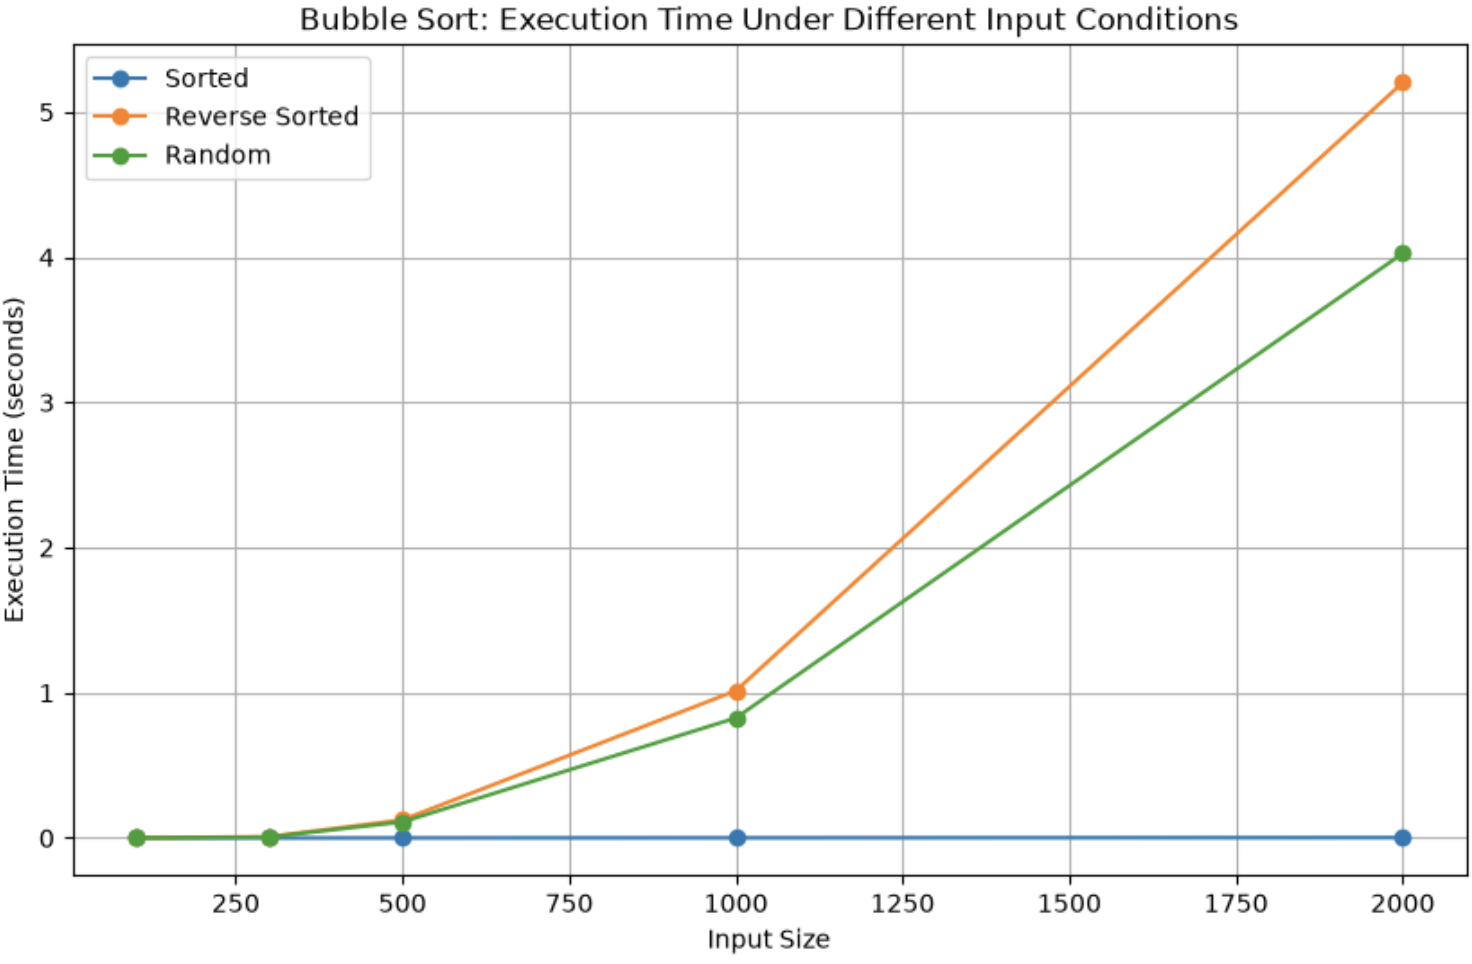 Bubble Sort: Execution Time Under Different Input Conditions
Sorted
Reverse Sorted
Random
Execution Time (seconds)
5
4
3
2
1
0
250 500 750 1000 1250 1500 1750 2000
Input Size